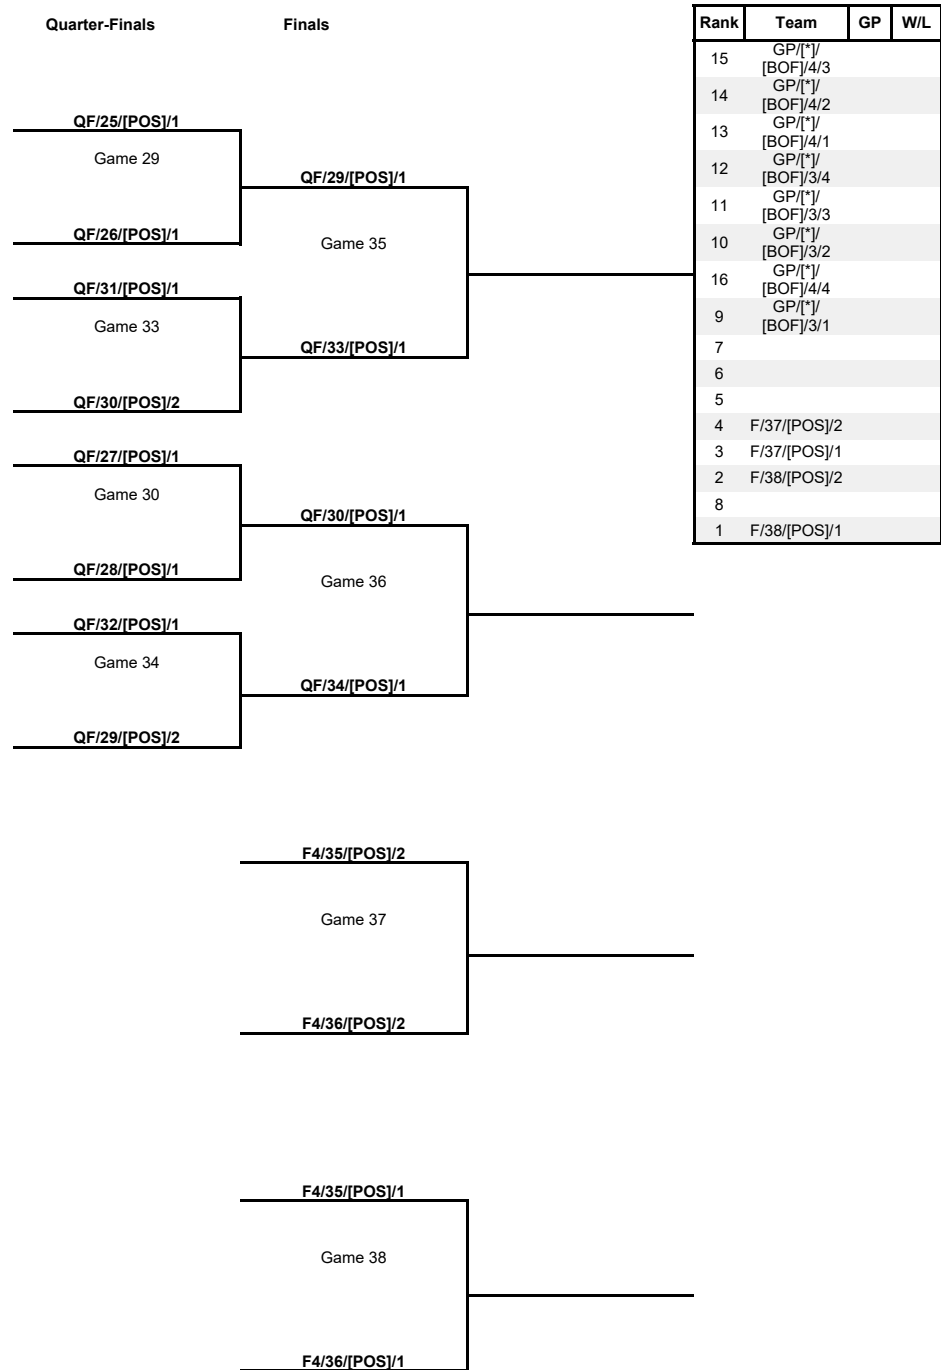 Quarter-Finals
Finals
QF/25/[POS]/1
Game 29
QF/29/[POS]/1
QF/26/[POS]/1
Game 35
QF/31/[POS]/1
Game 33
QF/33/[POS]/1
QF/30/[POS]/2
QF/27/[POS]/1
Game 30
QF/30/[POS]/1
QF/28/[POS]/1
Game 36
QF/32/[POS]/1
Game 34
QF/34/[POS]/1
QF/29/[POS]/2
F4/35/[POS]/2
Game 37
F4/36/[POS]/2
F4/35/[POS]/1
Game 38
F4/36/[POS]/1
Rank Team GP W/L
15 GP/[*]/
[BOF]/4/3
14 GP/[*]/
[BOF]/4/2
13 GP/[*]/
[BOF]/4/1
12 GP/[*]/
[BOF]/3/4
11 GP/[*]/
[BOF]/3/3
10 GP/[*]/
[BOF]/3/2
16 GP/[*]/
[BOF]/4/4
9 GP/[*]/
[BOF]/3/1
7
6
5
4 F/37/[POS]/2
3 F/37/[POS]/1
2 F/38/[POS]/2
8
1 F/38/[POS]/1